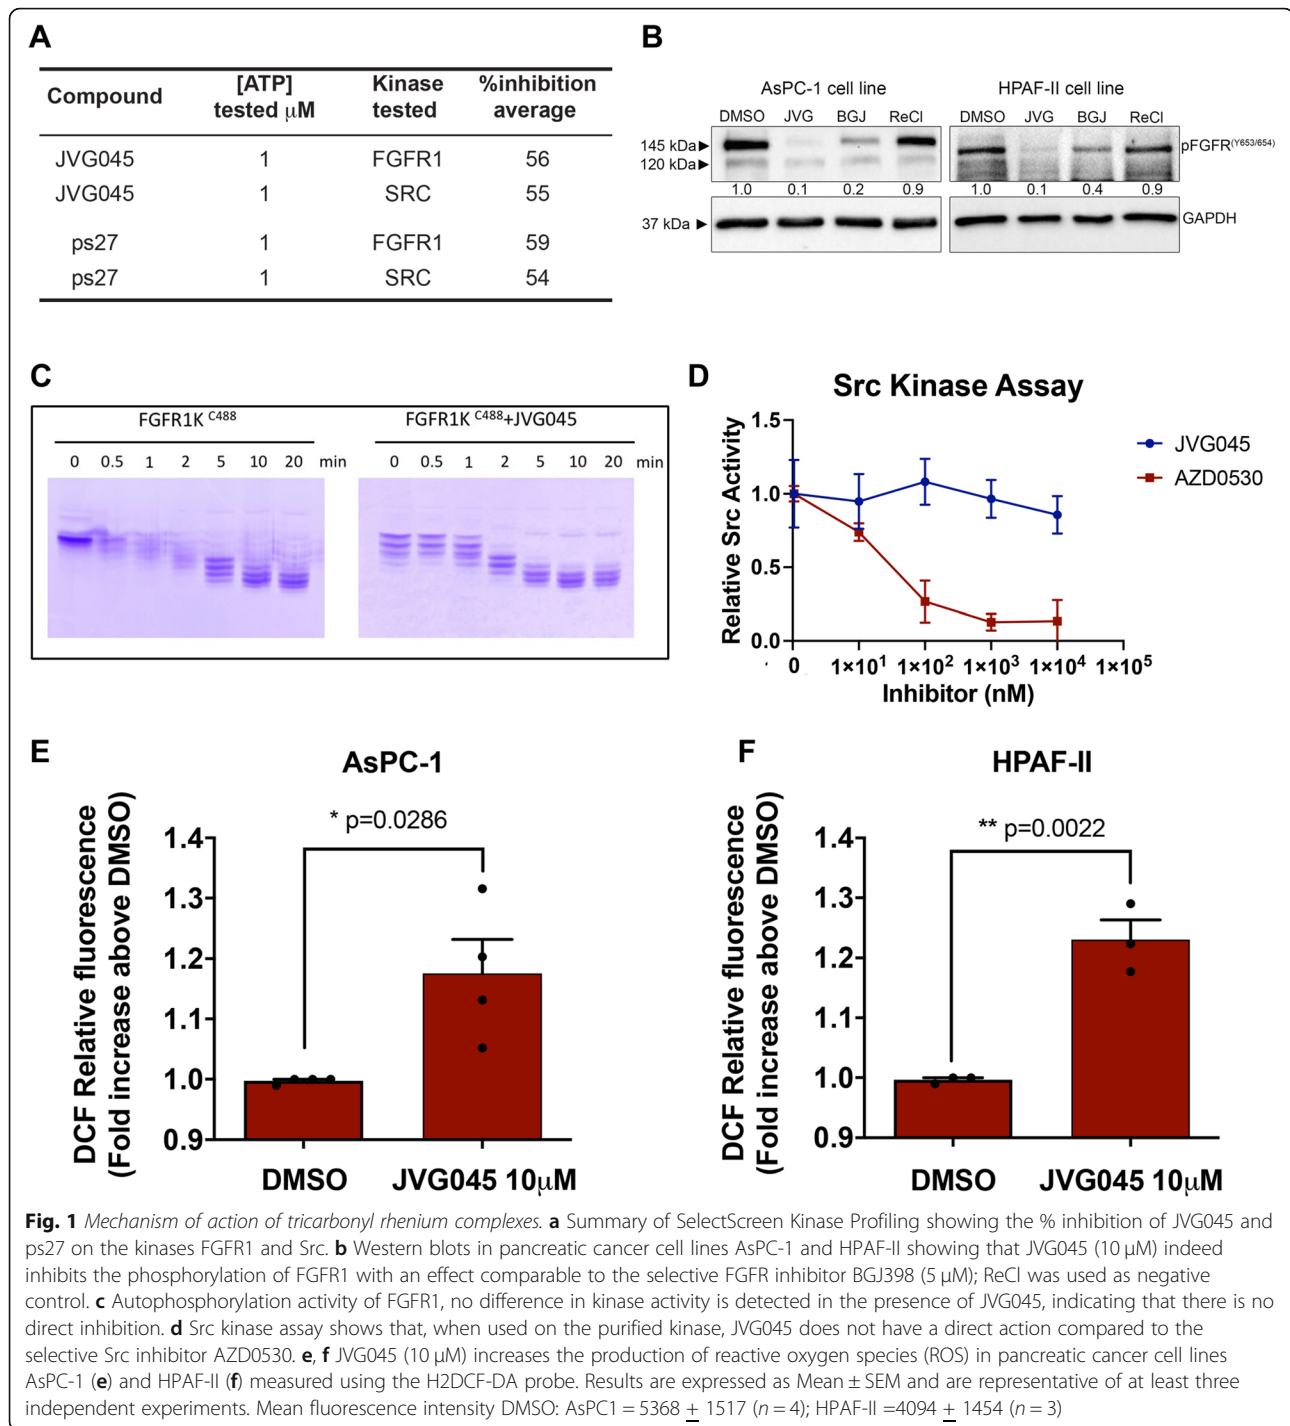 A
Compound [ATP] tested µM Kinase tested %inhibition average
JVG045 1 FGFR1 56
JVG045 1 SRC 55
ps27 1 FGFR1 59
ps27 1 SRC 54
B
AsPC-1 cell line HPAF-II cell line
DMSO JVG BGJ ReCl DMSO JVG BGJ ReCl
145 kDa
120 kDa
pFGFR(Y653/654)
1.0 0.1 0.2 0.9 1.0 0.1 0.4 0.9
37 kDa
GAPDH
C
FGFR1K C488 FGFR1K C488+JVG045
0 0.5 1 2 5 10 20 min 0 0.5 1 2 5 10 20 min
D
Src Kinase Assay
Relative Src Activity
1.5
1.0
0.5
0.0
0 1×10¹ 1×10² 1×10³ 1×10⁴ 1×10⁵
Inhibitor (nM)
JVG045
AZD0530
E
AsPC-1
DCF Relative fluorescence
(Fold increase above DMSO)
* p=0.0286
1.4
1.3
1.2
1.1
1.0
0.9
DMSO JVG045 10µM
F
HPAF-II
DCF Relative fluorescence
(Fold increase above DMSO)
** p=0.0022
1.4
1.3
1.2
1.1
1.0
0.9
DMSO JVG045 10µM
Fig. 1 Mechanism of action of tricarbonyl rhenium complexes. a Summary of SelectScreen Kinase Profiling showing the % inhibition of JVG045 and
ps27 on the kinases FGFR1 and Src. b Western blots in pancreatic cancer cell lines AsPC-1 and HPAF-II showing that JVG045 (10 µM) indeed
inhibits the phosphorylation of FGFR1 with an effect comparable to the selective FGFR inhibitor BGJ398 (5 µM); ReCl was used as negative
control. c Autophosphorylation activity of FGFR1, no difference in kinase activity is detected in the presence of JVG045, indicating that there is no
direct inhibition. d Src kinase assay shows that, when used on the purified kinase, JVG045 does not have a direct action compared to the
selective Src inhibitor AZD0530. e, f JVG045 (10 µM) increases the production of reactive oxygen species (ROS) in pancreatic cancer cell lines
AsPC-1 (e) and HPAF-II (f) measured using the H2DCF-DA probe. Results are expressed as Mean ± SEM and are representative of at least three
independent experiments. Mean fluorescence intensity DMSO: AsPC1 = 5368 + 1517 (n = 4); HPAF-II =4094 + 1454 (n = 3)